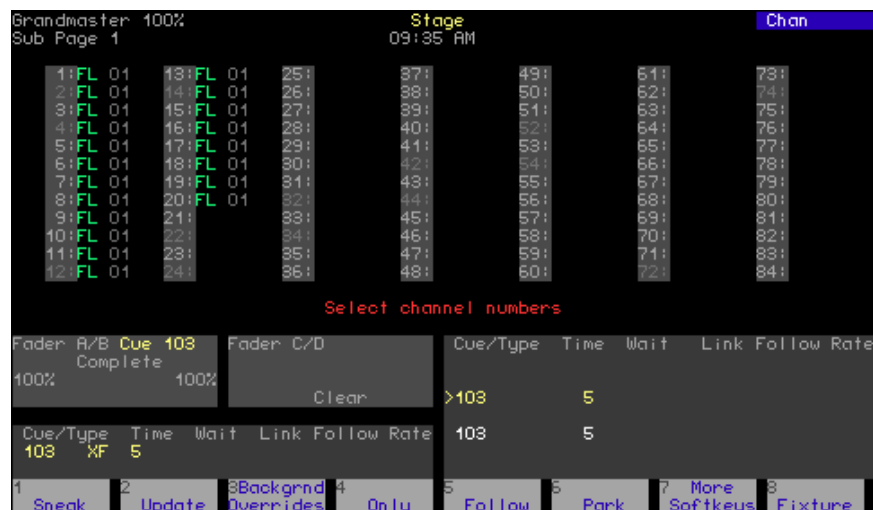 Grandmaster 100% Stage Chan
Sub Page 1 09:35 AM
1:FL 01 13:FL 01 25: 37: 49: 61: 73:
2:FL 01 14:FL 01 26: 38: 50: 62: 74:
3:FL 01 15:FL 01 27: 39: 51: 63: 75:
4:FL 01 16:FL 01 28: 40: 52: 64: 76:
5:FL 01 17:FL 01 29: 41: 53: 65: 77:
6:FL 01 18:FL 01 30: 42: 54: 66: 78:
7:FL 01 19:FL 01 31: 43: 55: 67: 79:
8:FL 01 20:FL 01 32: 44: 56: 68: 80:
9:FL 01 21: 33: 45: 57: 69: 81:
10:FL 01 22: 34: 46: 58: 70: 82:
11:FL 01 23: 35: 47: 59: 71: 83:
12:FL 01 24: 36: 48: 60: 72: 84:
Select channel numbers
Fader A/B Cue 103
Complete
100% 100%
Fader C/D
Clear
Cue/Type Time Wait Link Follow Rate
103 XF 5
Cue/Type Time Wait Link Follow Rate
>103 5
103 5
1 Sneak
2 Update
3 Backgrnd Overrides
4 Only
5 Follow
6 Park
7 More Softkeys
8 Fixture